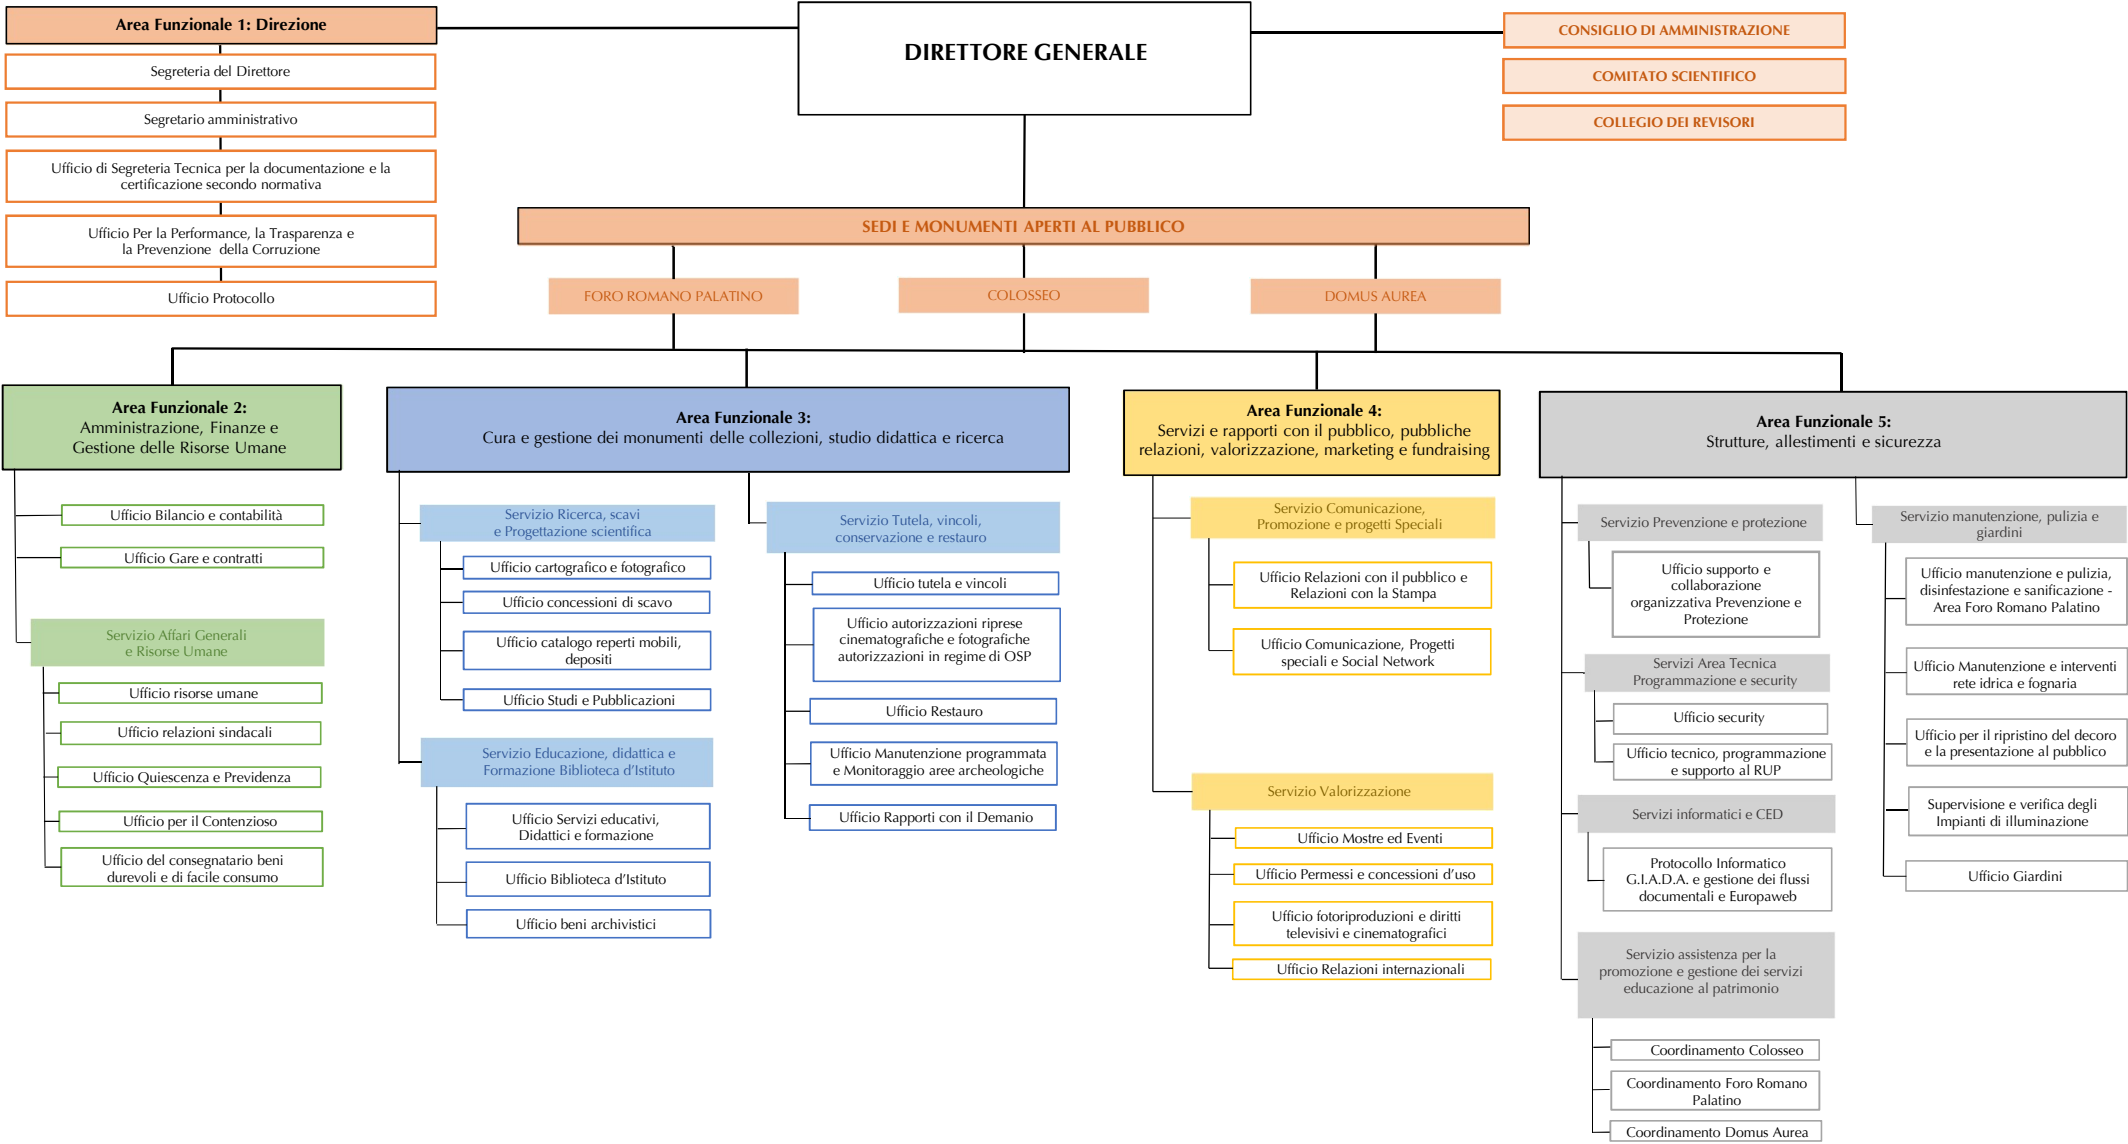 Area Funzionale 1: Direzione
Segreteria del Direttore
Segretario amministrativo
Ufficio di Segreteria Tecnica per la documentazione e la
certificazione secondo normativa
Ufficio Per la Performance, la Trasparenza e
la Prevenzione della Corruzione
Ufficio Protocollo
DIRETTORE GENERALE
CONSIGLIO DI AMMINISTRAZIONE
COMITATO SCIENTIFICO
COLLEGIO DEI REVISORI
SEDI E MONUMENTI APERTI AL PUBBLICO
FORO ROMANO PALATINO
COLOSSEO
DOMUS AUREA
Area Funzionale 2:
Amministrazione, Finanze e
Gestione delle Risorse Umane
Ufficio Bilancio e contabilità
Ufficio Gare e contratti
Servizio Affari Generali
e Risorse Umane
Ufficio risorse umane
Ufficio relazioni sindacali
Ufficio Quiescenza e Previdenza
Ufficio per il Contenzioso
Ufficio del consegnatario beni
durevoli e di facile consumo
Area Funzionale 3:
Cura e gestione dei monumenti delle collezioni, studio didattica e ricerca
Servizio Ricerca, scavi
e Progettazione scientifica
Ufficio cartografico e fotografico
Ufficio concessioni di scavo
Ufficio catalogo reperti mobili,
depositi
Ufficio Studi e Pubblicazioni
Servizio Educazione, didattica e
Formazione Biblioteca d'Istituto
Ufficio Servizi educativi,
Didattici e formazione
Ufficio Biblioteca d'Istituto
Ufficio beni archivistici
Servizio Tutela, vincoli,
conservazione e restauro
Ufficio tutela e vincoli
Ufficio autorizzazioni riprese
cinematografiche e fotografiche
autorizzazioni in regime di OSP
Ufficio Restauro
Ufficio Manutenzione programmata
e Monitoraggio aree archeologiche
Ufficio Rapporti con il Demanio
Area Funzionale 4:
Servizi e rapporti con il pubblico, pubbliche
relazioni, valorizzazione, marketing e fundraising
Servizio Comunicazione,
Promozione e progetti Speciali
Ufficio Relazioni con il pubblico e
Relazioni con la Stampa
Ufficio Comunicazione, Progetti
speciali e Social Network
Servizio Valorizzazione
Ufficio Mostre ed Eventi
Ufficio Permessi e concessioni d'uso
Ufficio fotoriproduzioni e diritti
televisivi e cinematografici
Ufficio Relazioni internazionali
Area Funzionale 5:
Strutture, allestimenti e sicurezza
Servizio Prevenzione e protezione
Ufficio supporto e
collaborazione
organizzativa Prevenzione e
Protezione
Servizi Area Tecnica
Programmazione e security
Ufficio security
Ufficio tecnico, programmazione
e supporto al RUP
Servizi informatici e CED
Protocollo Informatico
G.I.A.D.A. e gestione dei flussi
documentali e Europaweb
Servizio assistenza per la
promozione e gestione dei servizi
educazione al patrimonio
Coordinamento Colosseo
Coordinamento Foro Romano
Palatino
Coordinamento Domus Aurea
Servizio manutenzione, pulizia e
giardini
Ufficio manutenzione e pulizia,
disinfestazione e sanificazione -
Area Foro Romano Palatino
Ufficio Manutenzione e interventi
rete idrica e fognaria
Ufficio per il ripristino del decoro
e la presentazione al pubblico
Supervisione e verifica degli
Impianti di illuminazione
Ufficio Giardini